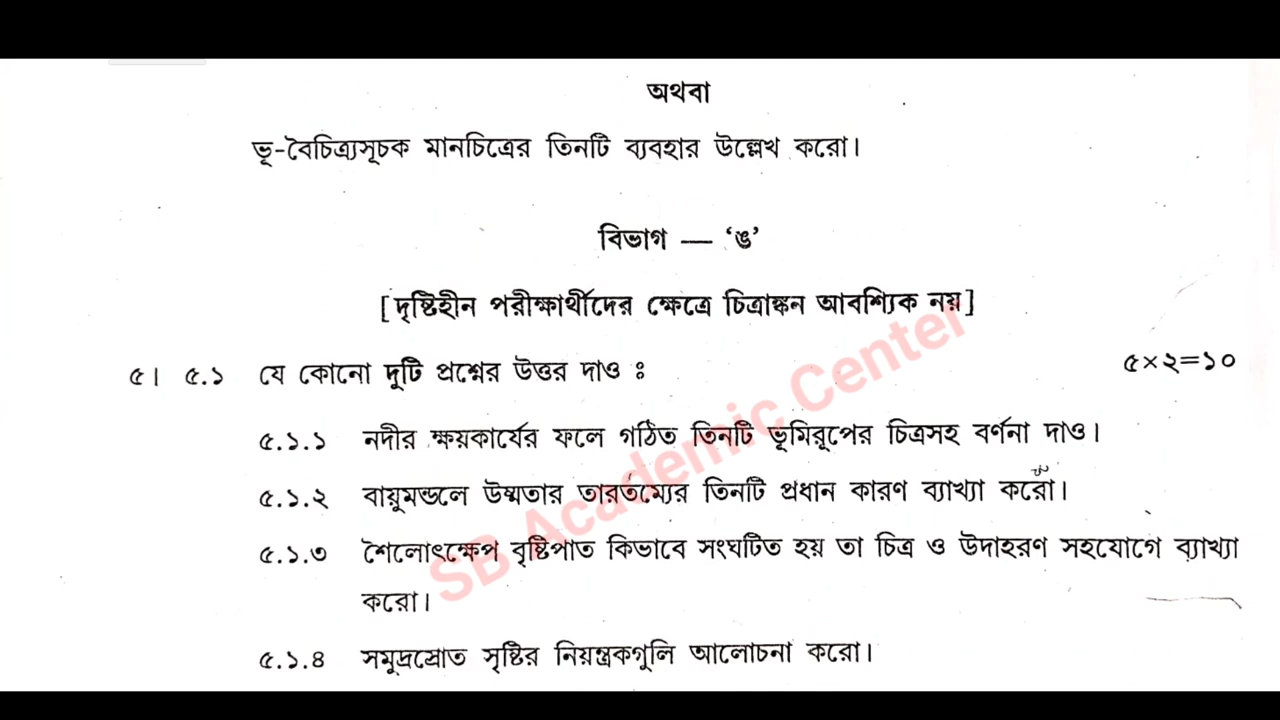 অথবা
ভূ-বৈচিত্র্যসূচক মানচিত্রের তিনটি ব্যবহার উল্লেখ করো।
বিভাগ — ‘ঙ’
[দৃষ্টিহীন পরীক্ষার্থীদের ক্ষেত্রে চিত্রাঙ্কন আবশ্যিক নয়]
৫। ৫.১ যে কোনো দুটি প্রশ্নের উত্তর দাও ঃ ৫×২=১০
৫.১.১ নদীর ক্ষয়কার্যের ফলে গঠিত তিনটি ভূমিরূপের চিত্রসহ বর্ণনা দাও।
৫.১.২ বায়ুমন্ডলে উষ্মতার তারতম্যের তিনটি প্রধান কারণ ব্যাখ্যা করো।
৫.১.৩ শৈলোৎক্ষেপ বৃষ্টিপাত কিভাবে সংঘটিত হয় তা চিত্র ও উদাহরণ সহযোগে ব্যাখ্যা
করো।
৫.১.৪ সমুদ্রস্রোত সৃষ্টির নিয়ন্ত্রকগুলি আলোচনা করো।
SB Academic Center